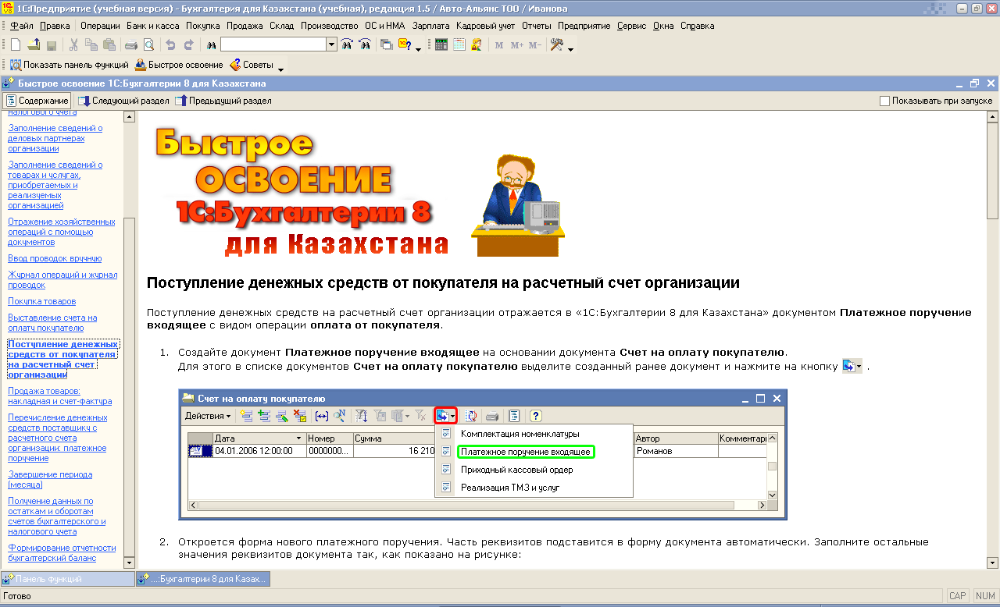 1С:Предприятие (учебная версия) - Бухгалтерия для Казахстана (учебная), редакция 1.5 / Авто-Альянс ТОО / Иванова
Файл Правка Операции Банк и касса Покупка Продажа Склад Производство ОС и НМА Зарплата Кадровый учет Отчеты Предприятие Сервис Окна Справка
M M+ M-
Показать панель функций Быстрое освоение Советы
Быстрое освоение 1С:Бухгалтерии 8 для Казахстана
Содержание Следующий раздел Предыдущий раздел Показывать при запуске
налогового учета
Заполнение сведений о
деловых партнерах
организации
Заполнение сведений о
товарах и услугах,
приобретаемых и
реализуемых
организацией
Отражение хозяйственных
операций с помощью
документов
Ввод проводок вручную
Журнал операций и журнал
проводок
Покупка товаров
Выставление счета на
оплату покупателю
Поступление денежных
средств от покупателя
на расчетный счет
организации
Продажа товаров:
накладная и счет-фактура
Перечисление денежных
средств поставщику с
расчетного счета
организации: платежное
поручение
Завершение периода
(месяца)
Получение данных по
остаткам и оборотам
счетов бухгалтерского и
налогового учета
Формирование отчетности
бухгалтерский баланс
Быстрое
ОСВОЕНИЕ
1С:Бухгалтерии 8
для Казахстана
Поступление денежных средств от покупателя на расчетный счет организации
Поступление денежных средств на расчетный счет организации отражается в «1С:Бухгалтерии 8 для Казахстана» документом Платежное поручение
входящее с видом операции оплата от покупателя.
1. Создайте документ Платежное поручение входящее на основании документа Счет на оплату покупателю.
Для этого в списке документов Счет на оплату покупателю выделите созданный ранее документ и нажмите на кнопку .
Счет на оплату покупателю
Действия
Дата Номер Сумма Автор Комментари
04.01.2006 12:00:00 0000000... 16 210 Романов
Комплектация номенклатуры
Платежное поручение входящее
Приходный кассовый ордер
Реализация ТМЗ и услуг
2. Откроется форма нового платежного поручения. Часть реквизитов подставится в форму документа автоматически. Заполните остальные
значения реквизитов документа так, как показано на рисунке:
Панель функций ...:Бухгалтерии 8 для Казах...
Готово CAP NUM